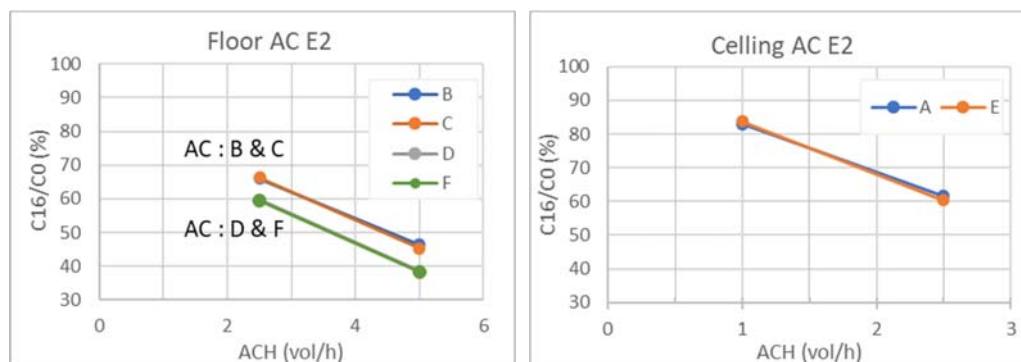 Floor AC E2
C16/C0 (%)
100
90
80
70
60
50
40
30
0
2
4
6
ACH (vol/h)
B
C
D
F
AC : B & C
AC : D & F
Celling AC E2
C16/C0 (%)
100
90
80
70
60
50
40
30
0
1
2
3
ACH (vol/h)
A
E